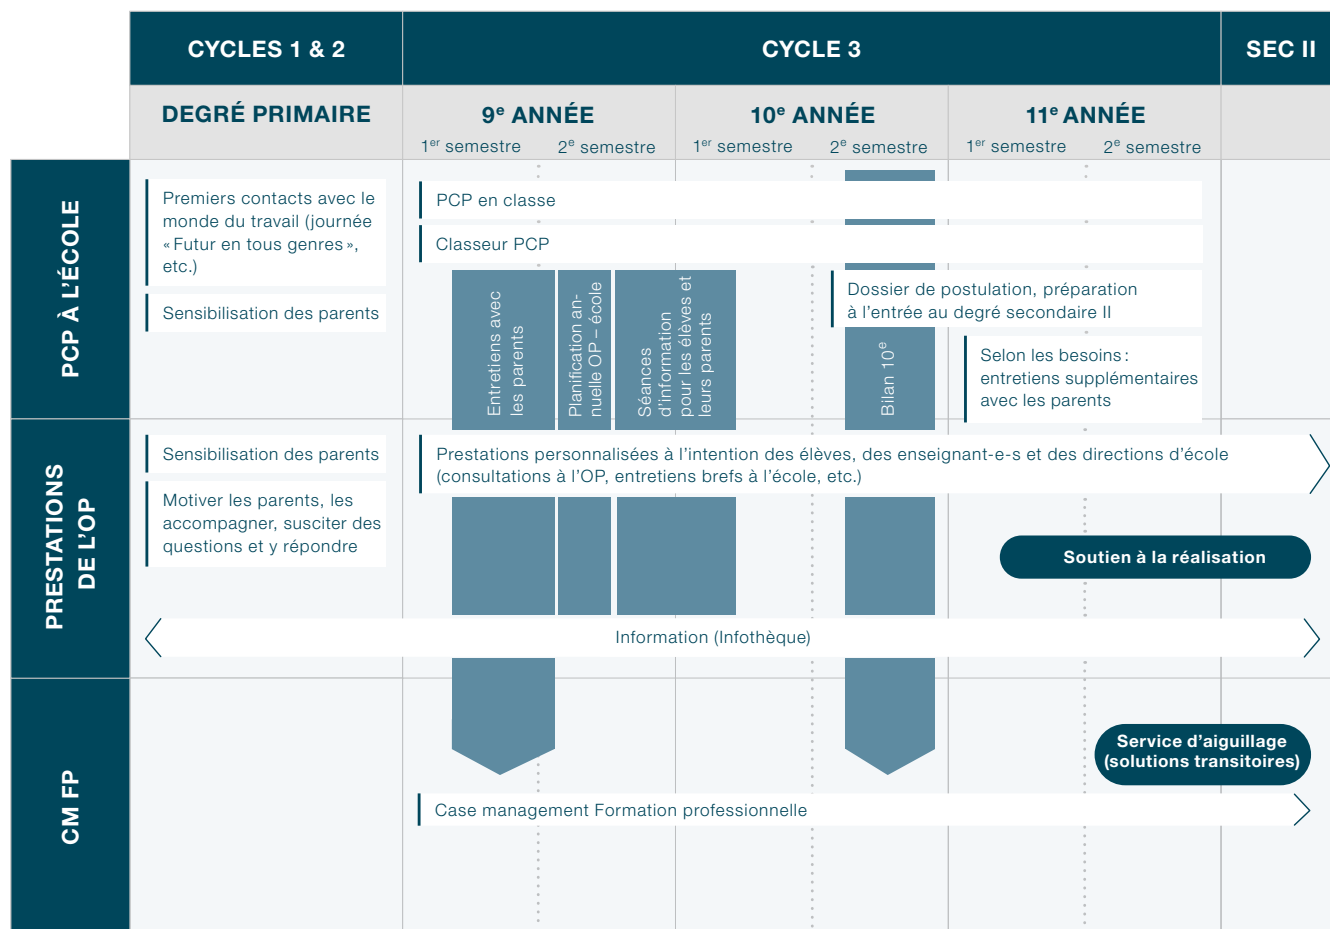 CYCLES 1 & 2
CYCLE 3
SEC II
DEGRÉ PRIMAIRE
9e ANNÉE
10e ANNÉE
11e ANNÉE
1er semestre
2e semestre
1er semestre
2e semestre
1er semestre
2e semestre
PCP À L’ÉCOLE
Premiers contacts avec le
monde du travail (journée
« Futur en tous genres »,
etc.)
Sensibilisation des parents
PCP en classe
Classeur PCP
Entretiens avec
les parents
Planification an-
nuelle OP – école
Séances
d’information
pour les élèves et
leurs parents
Bilan 10e
Dossier de postulation, préparation
à l’entrée au degré secondaire II
Selon les besoins :
entretiens supplémentaires
avec les parents
PRESTATIONS
DE L’OP
Sensibilisation des parents
Motiver les parents, les
accompagner, susciter des
questions et y répondre
Prestations personnalisées à l’intention des élèves, des enseignant-e-s et des directions d’école
(consultations à l’OP, entretiens brefs à l’école, etc.)
Soutien à la réalisation
Information (Infothèque)
CM FP
Service d’aiguillage
(solutions transitoires)
Case management Formation professionnelle